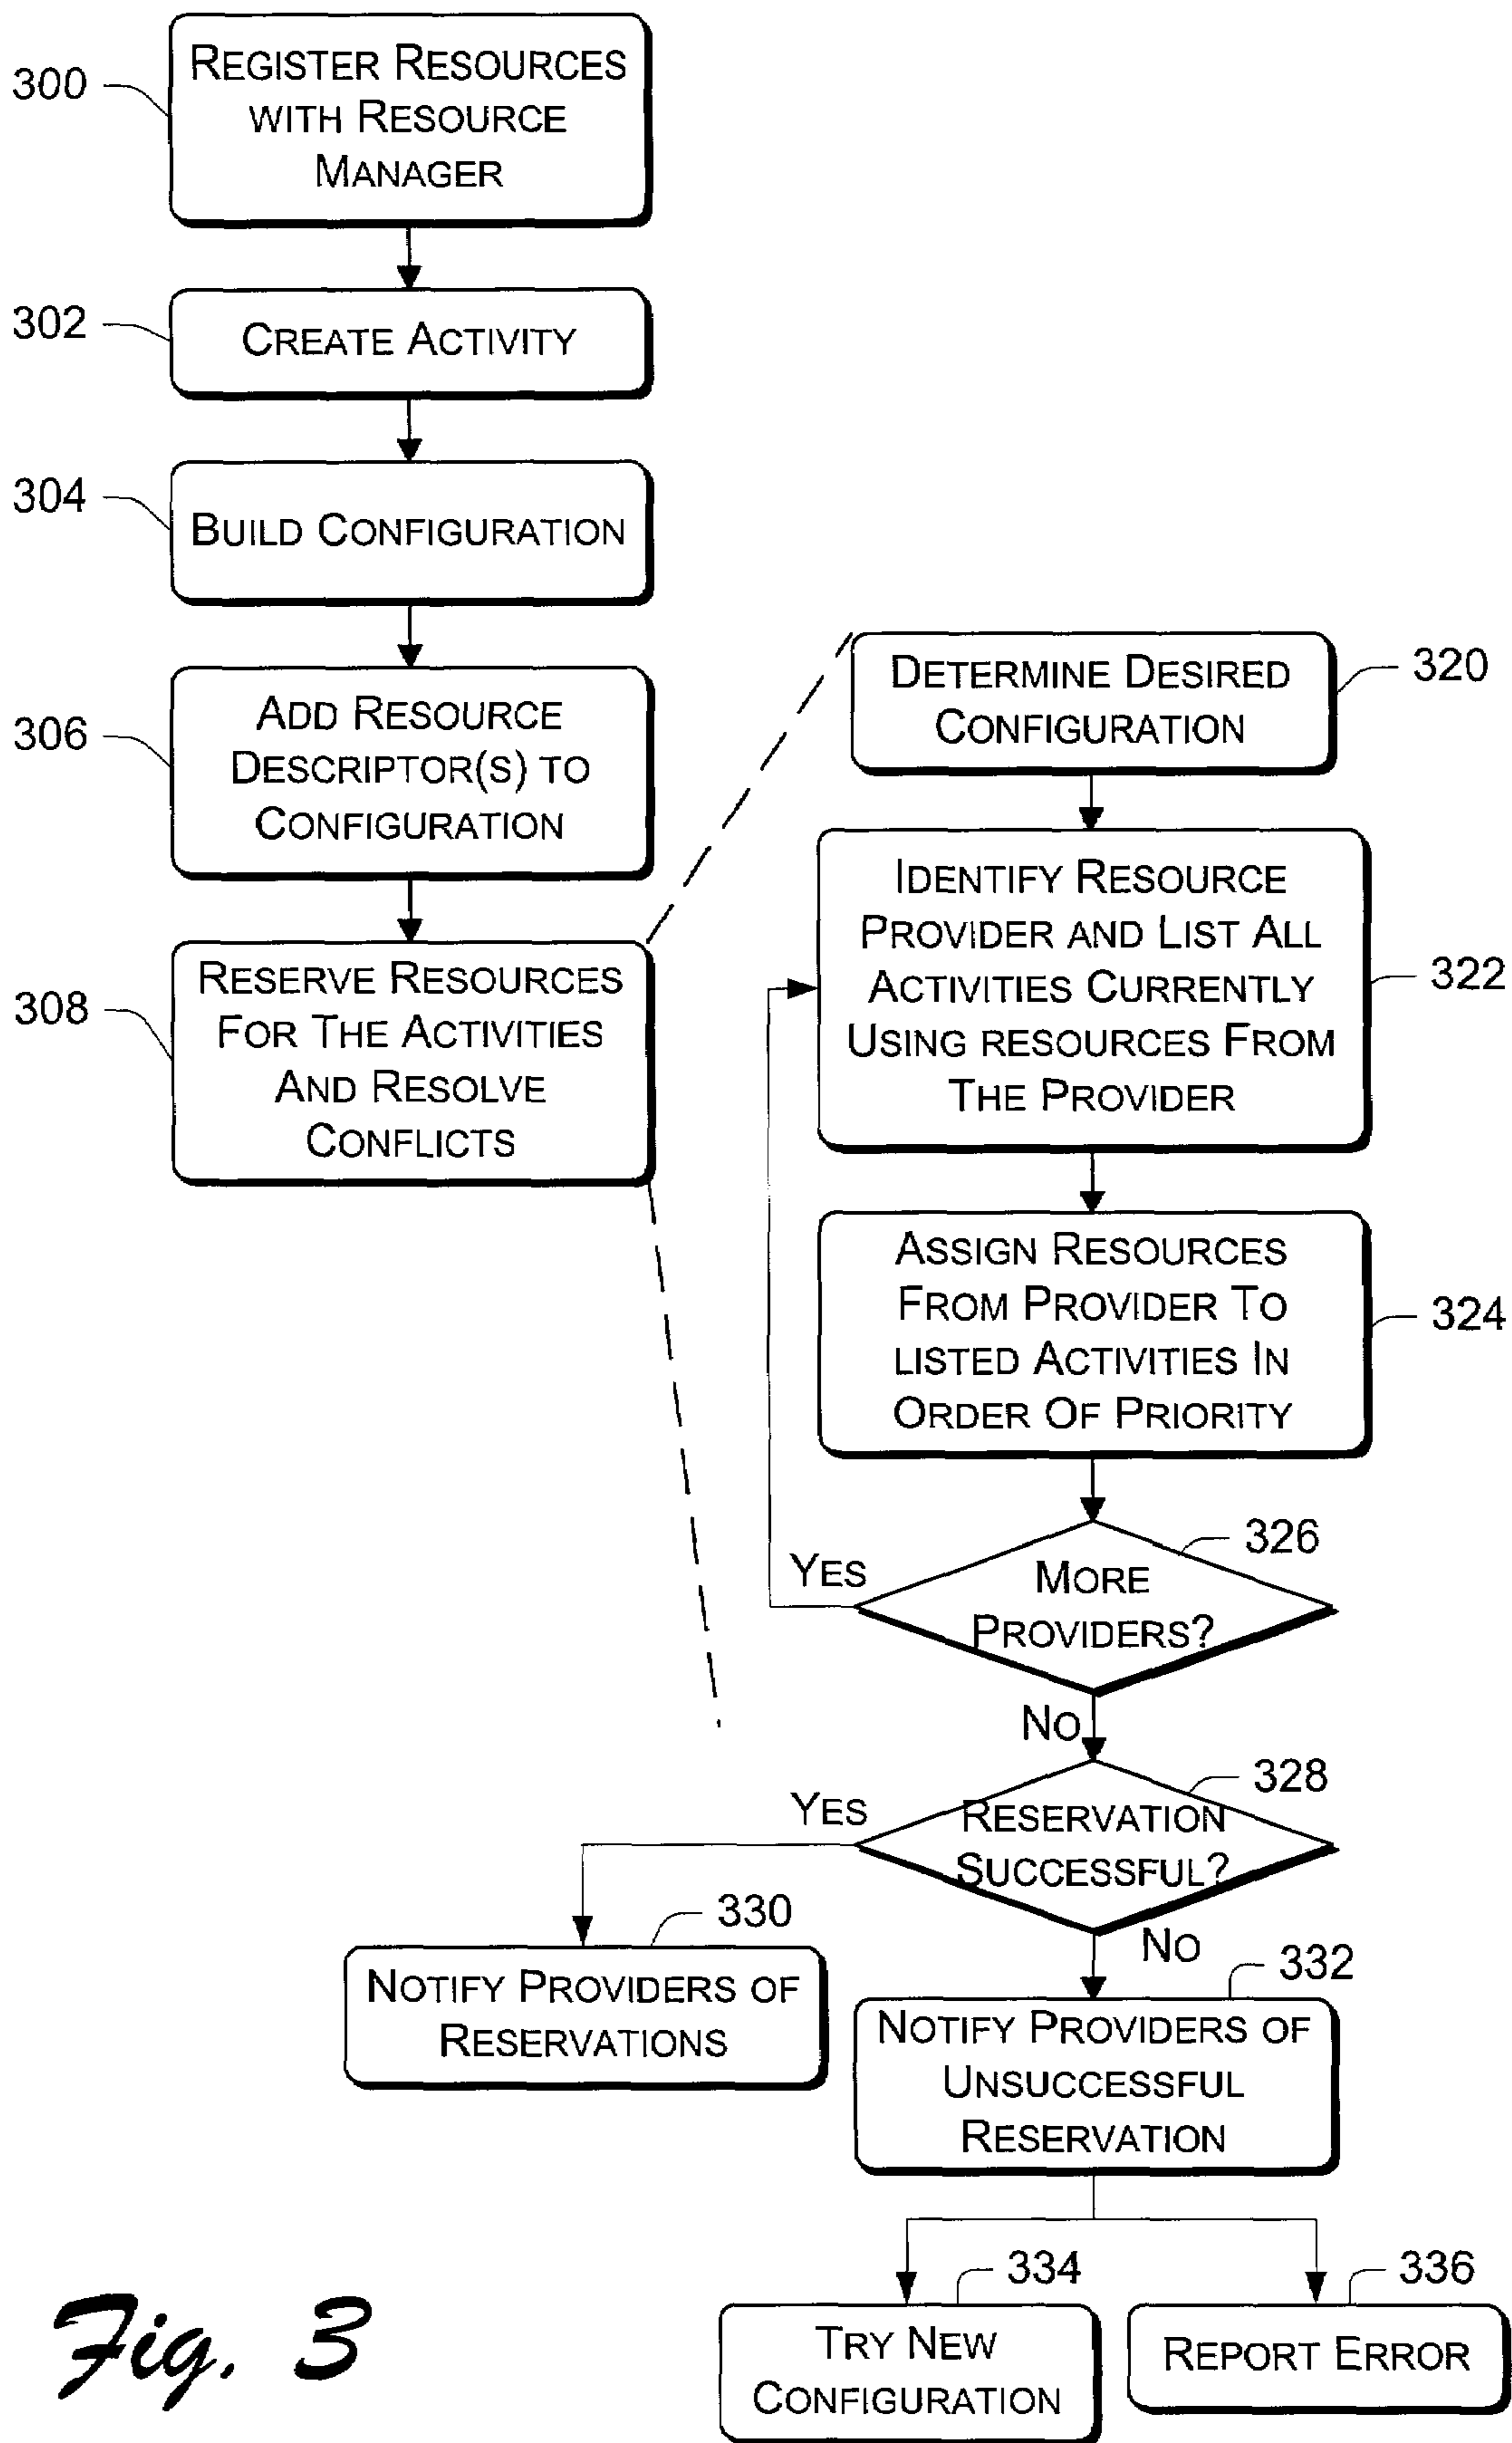 300
REGISTER RESOURCES
WITH RESOURCE
MANAGER
302
CREATE ACTIVITY
304
BUILD CONFIGURATION
306
ADD RESOURCE
DESCRIPTOR(S) TO
CONFIGURATION
308
RESERVE RESOURCES
FOR THE ACTIVITIES
AND RESOLVE
CONFLICTS
DETERMINE DESIRED
CONFIGURATION
320
IDENTIFY RESOURCE
PROVIDER AND LIST ALL
ACTIVITIES CURRENTLY
USING RESOURCES FROM
THE PROVIDER
322
ASSIGN RESOURCES
FROM PROVIDER TO
LISTED ACTIVITIES IN
ORDER OF PRIORITY
324
326
YES
MORE
PROVIDERS?
NO
328
YES
RESERVATION
SUCCESSFUL?
NO
330
NOTIFY PROVIDERS OF
RESERVATIONS
332
NOTIFY PROVIDERS OF
UNSUCCESSFUL
RESERVATION
334
TRY NEW
CONFIGURATION
336
REPORT ERROR
Fig. 3